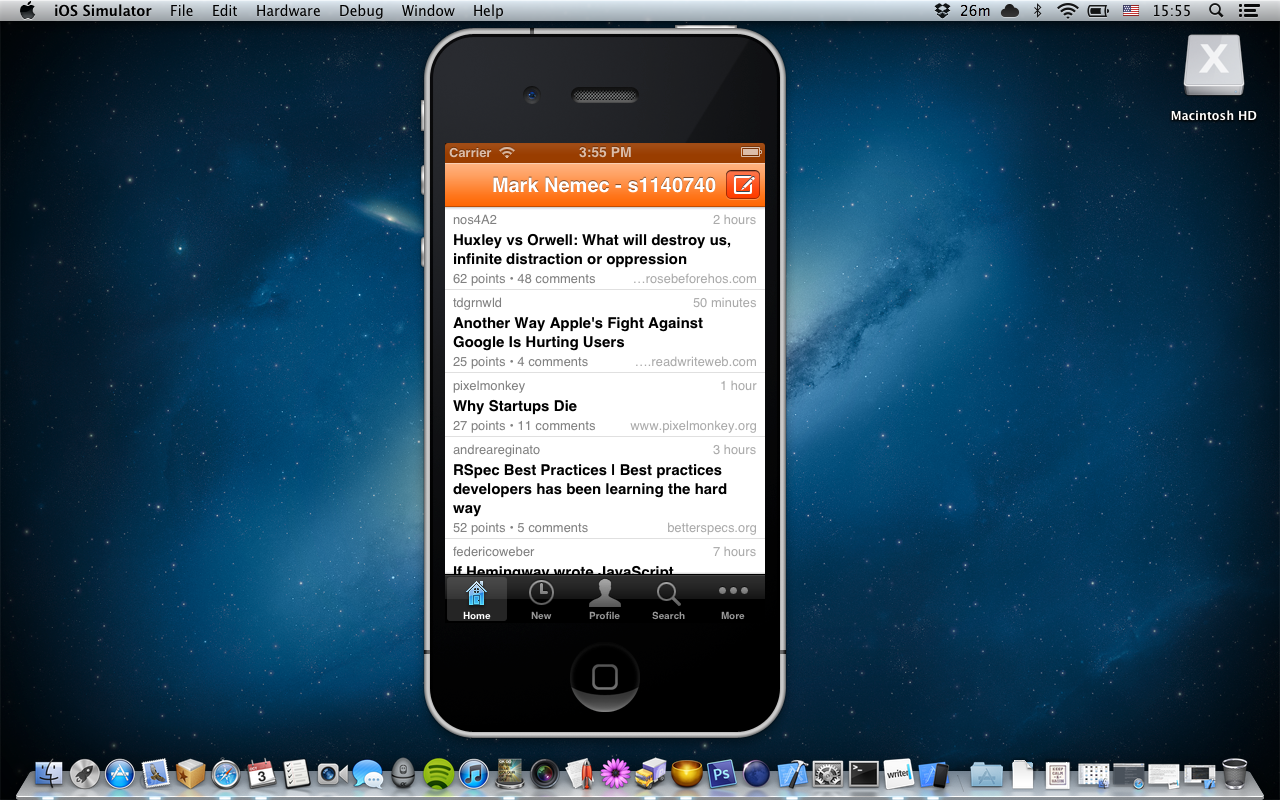 iOS Simulator File Edit Hardware Debug Window Help 26m 15:55
Macintosh HD
Carrier 3:55 PM
Mark Nemec - s1140740
nos4A2 2 hours
Huxley vs Orwell: What will destroy us,
infinite distraction or oppression
62 points • 48 comments …rosebeforehos.com
tdgrnwld 50 minutes
Another Way Apple's Fight Against
Google Is Hurting Users
25 points • 4 comments ….readwriteweb.com
pixelmonkey 1 hour
Why Startups Die
27 points • 11 comments www.pixelmonkey.org
andreareginato 3 hours
RSpec Best Practices | Best practices
developers has been learning the hard
way
52 points • 5 comments betterspecs.org
federicoweber 7 hours
If Hemingway wrote JavaScript
Home New Profile Search More
3 Ps writer